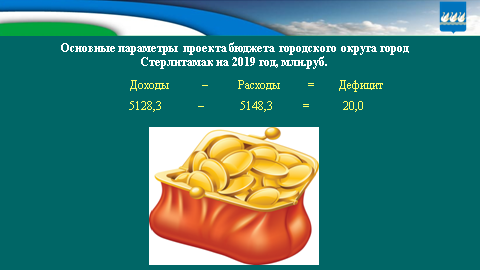 Основные параметры проекта бюджета городского округа город
Стерлитамак на 2019 год, млн.руб.
Доходы – Расходы = Дефицит
5128,3 – 5148,3 = 20,0